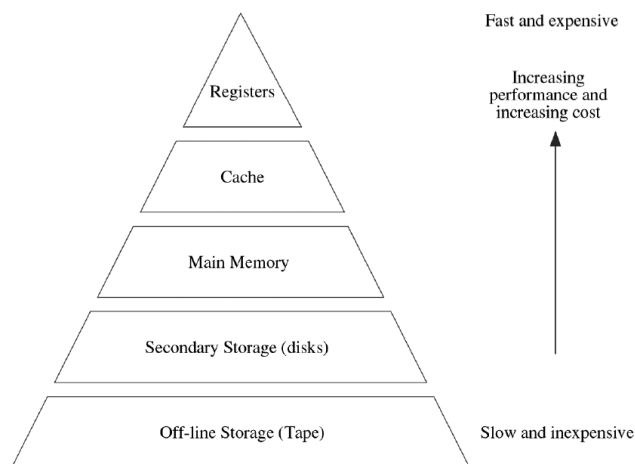 Fast and expensive
Increasing
performance and
increasing cost
Registers
Cache
Main Memory
Secondary Storage (disks)
Off-line Storage (Tape)
Slow and inexpensive